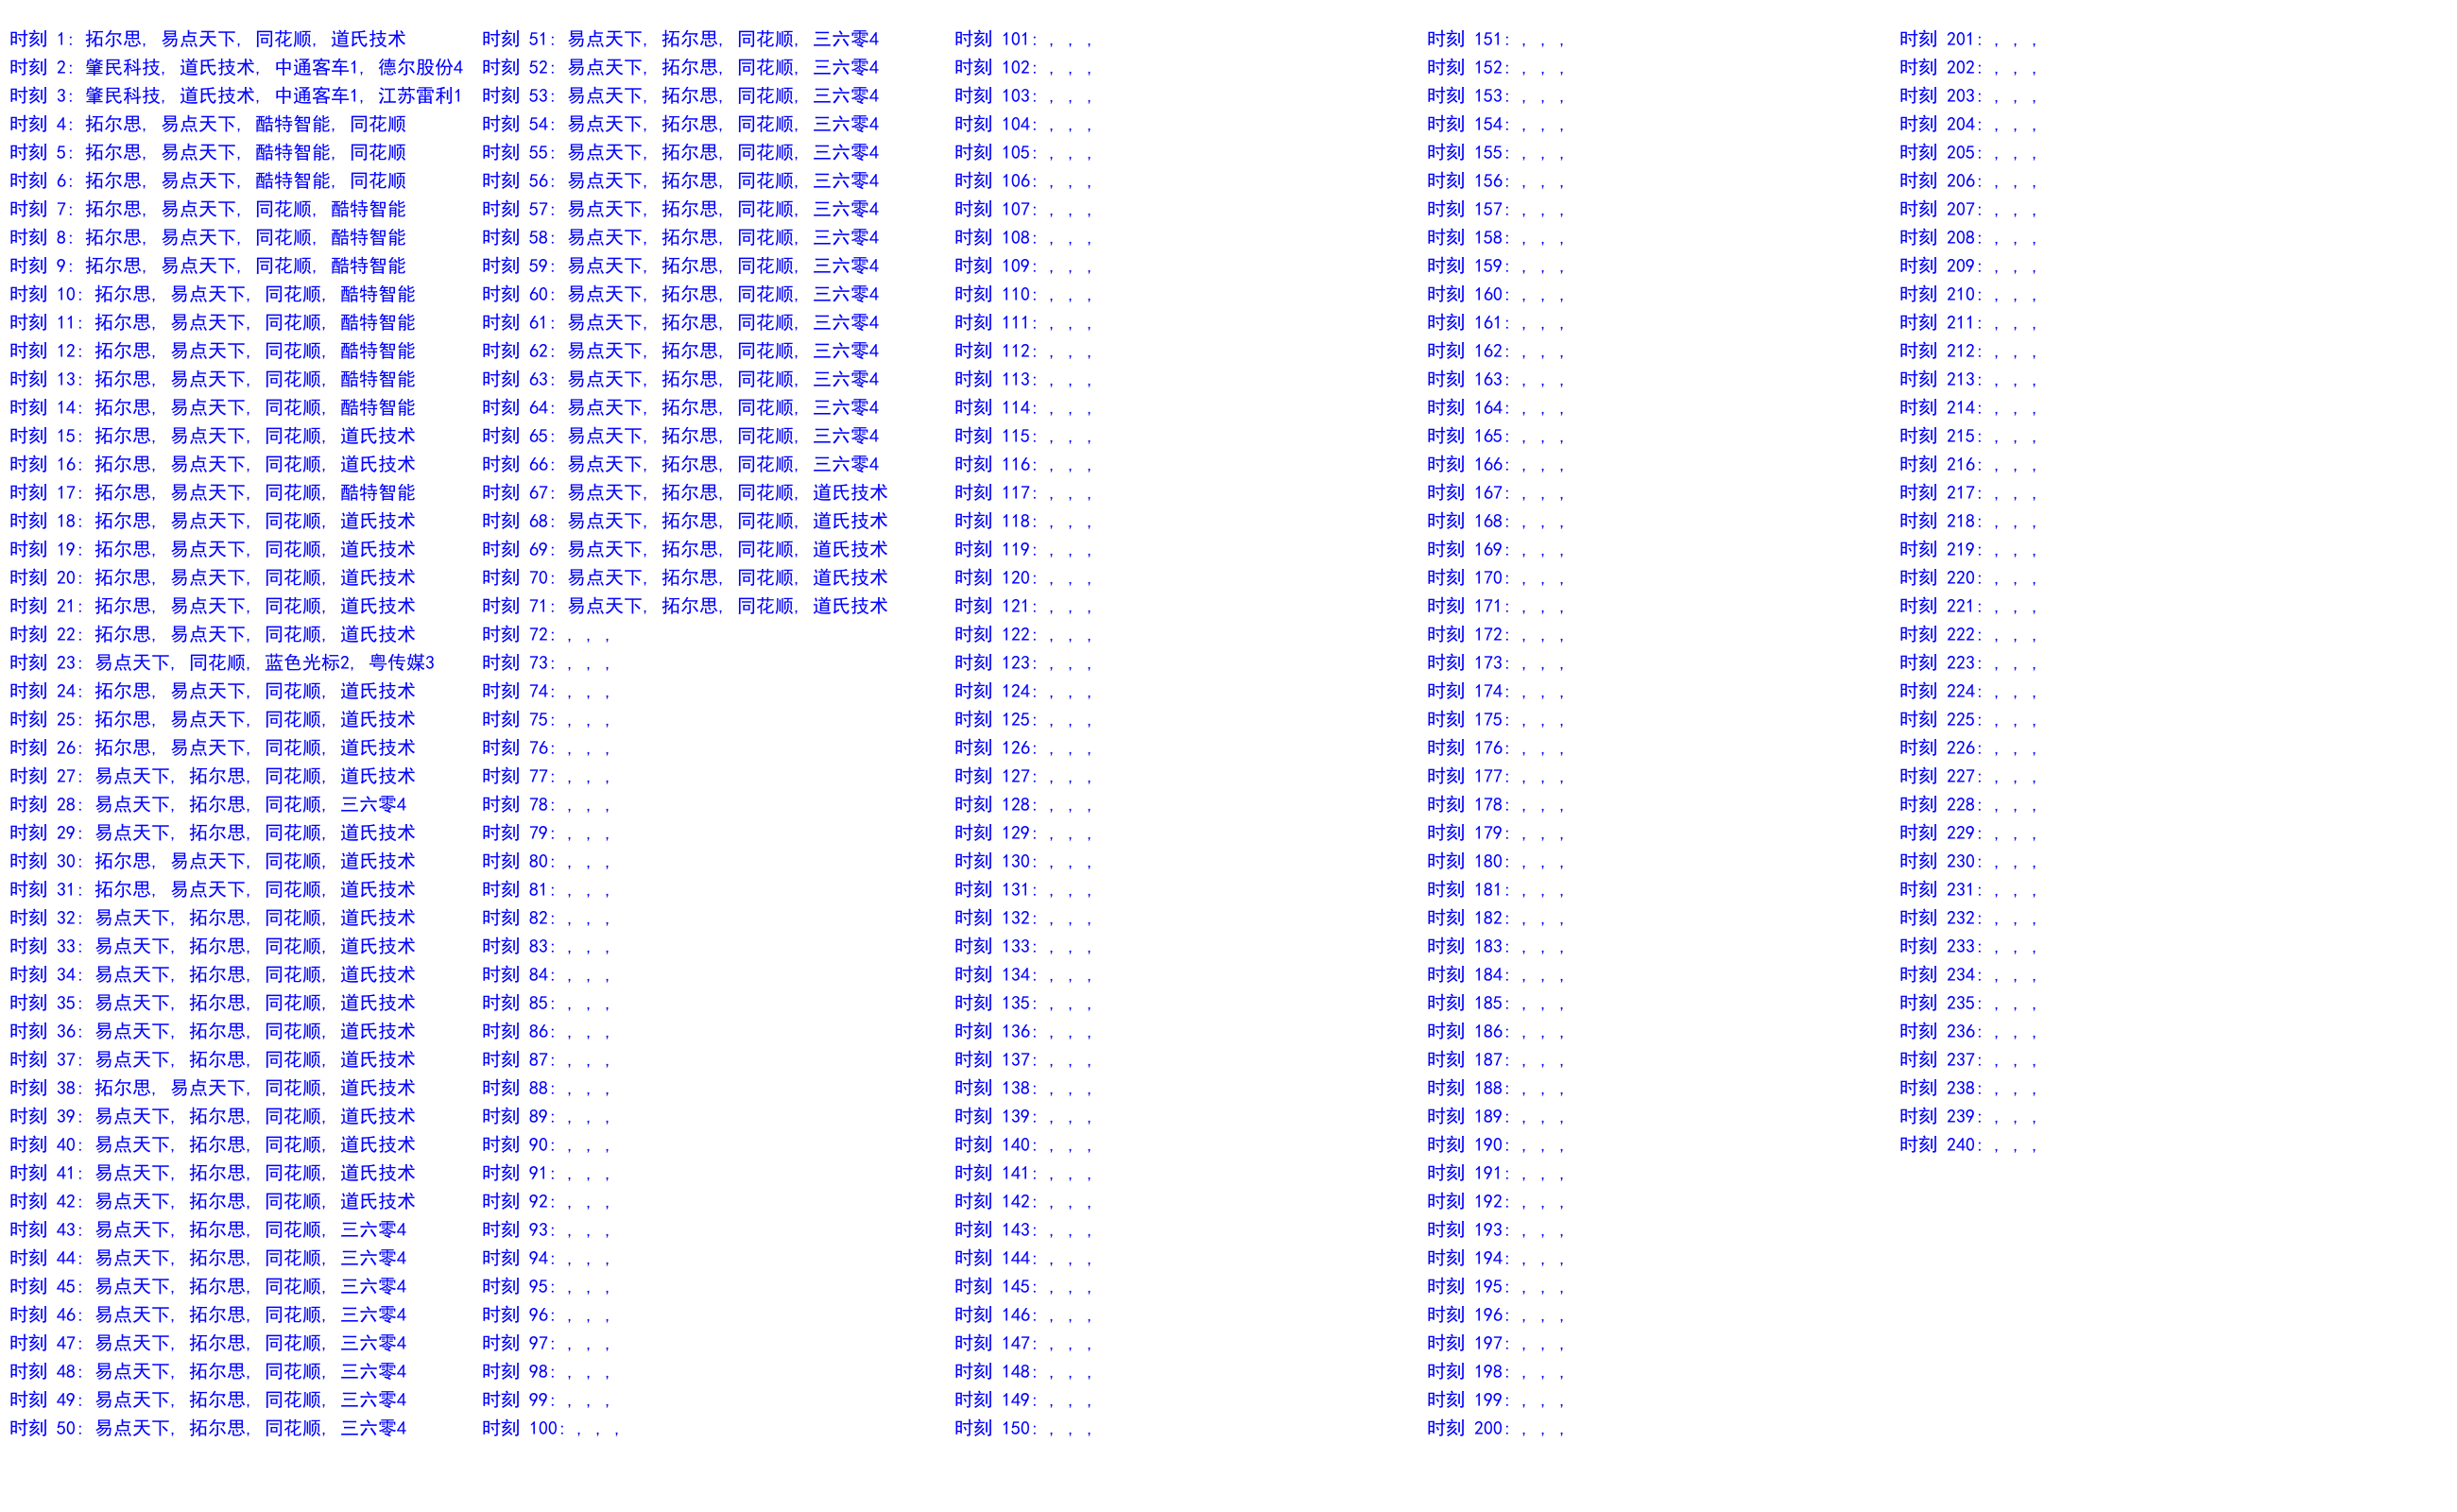 时刻 1: 拓尔思, 易点天下, 同花顺, 道氏技术
时刻 2: 肇民科技, 道氏技术, 中通客车1, 德尔股份4
时刻 3: 肇民科技, 道氏技术, 中通客车1, 江苏雷利1
时刻 4: 拓尔思, 易点天下, 酷特智能, 同花顺
时刻 5: 拓尔思, 易点天下, 酷特智能, 同花顺
时刻 6: 拓尔思, 易点天下, 酷特智能, 同花顺
时刻 7: 拓尔思, 易点天下, 同花顺, 酷特智能
时刻 8: 拓尔思, 易点天下, 同花顺, 酷特智能
时刻 9: 拓尔思, 易点天下, 同花顺, 酷特智能
时刻 10: 拓尔思, 易点天下, 同花顺, 酷特智能
时刻 11: 拓尔思, 易点天下, 同花顺, 酷特智能
时刻 12: 拓尔思, 易点天下, 同花顺, 酷特智能
时刻 13: 拓尔思, 易点天下, 同花顺, 酷特智能
时刻 14: 拓尔思, 易点天下, 同花顺, 酷特智能
时刻 15: 拓尔思, 易点天下, 同花顺, 道氏技术
时刻 16: 拓尔思, 易点天下, 同花顺, 道氏技术
时刻 17: 拓尔思, 易点天下, 同花顺, 酷特智能
时刻 18: 拓尔思, 易点天下, 同花顺, 道氏技术
时刻 19: 拓尔思, 易点天下, 同花顺, 道氏技术
时刻 20: 拓尔思, 易点天下, 同花顺, 道氏技术
时刻 21: 拓尔思, 易点天下, 同花顺, 道氏技术
时刻 22: 拓尔思, 易点天下, 同花顺, 道氏技术
时刻 23: 易点天下, 同花顺, 蓝色光标2, 粤传媒3
时刻 24: 拓尔思, 易点天下, 同花顺, 道氏技术
时刻 25: 拓尔思, 易点天下, 同花顺, 道氏技术
时刻 26: 拓尔思, 易点天下, 同花顺, 道氏技术
时刻 27: 易点天下, 拓尔思, 同花顺, 道氏技术
时刻 28: 易点天下, 拓尔思, 同花顺, 三六零4
时刻 29: 易点天下, 拓尔思, 同花顺, 道氏技术
时刻 30: 拓尔思, 易点天下, 同花顺, 道氏技术
时刻 31: 拓尔思, 易点天下, 同花顺, 道氏技术
时刻 32: 易点天下, 拓尔思, 同花顺, 道氏技术
时刻 33: 易点天下, 拓尔思, 同花顺, 道氏技术
时刻 34: 易点天下, 拓尔思, 同花顺, 道氏技术
时刻 35: 易点天下, 拓尔思, 同花顺, 道氏技术
时刻 36: 易点天下, 拓尔思, 同花顺, 道氏技术
时刻 37: 易点天下, 拓尔思, 同花顺, 道氏技术
时刻 38: 拓尔思, 易点天下, 同花顺, 道氏技术
时刻 39: 易点天下, 拓尔思, 同花顺, 道氏技术
时刻 40: 易点天下, 拓尔思, 同花顺, 道氏技术
时刻 41: 易点天下, 拓尔思, 同花顺, 道氏技术
时刻 42: 易点天下, 拓尔思, 同花顺, 道氏技术
时刻 43: 易点天下, 拓尔思, 同花顺, 三六零4
时刻 44: 易点天下, 拓尔思, 同花顺, 三六零4
时刻 45: 易点天下, 拓尔思, 同花顺, 三六零4
时刻 46: 易点天下, 拓尔思, 同花顺, 三六零4
时刻 47: 易点天下, 拓尔思, 同花顺, 三六零4
时刻 48: 易点天下, 拓尔思, 同花顺, 三六零4
时刻 49: 易点天下, 拓尔思, 同花顺, 三六零4
时刻 50: 易点天下, 拓尔思, 同花顺, 三六零4
时刻 51: 易点天下, 拓尔思, 同花顺, 三六零4
时刻 52: 易点天下, 拓尔思, 同花顺, 三六零4
时刻 53: 易点天下, 拓尔思, 同花顺, 三六零4
时刻 54: 易点天下, 拓尔思, 同花顺, 三六零4
时刻 55: 易点天下, 拓尔思, 同花顺, 三六零4
时刻 56: 易点天下, 拓尔思, 同花顺, 三六零4
时刻 57: 易点天下, 拓尔思, 同花顺, 三六零4
时刻 58: 易点天下, 拓尔思, 同花顺, 三六零4
时刻 59: 易点天下, 拓尔思, 同花顺, 三六零4
时刻 60: 易点天下, 拓尔思, 同花顺, 三六零4
时刻 61: 易点天下, 拓尔思, 同花顺, 三六零4
时刻 62: 易点天下, 拓尔思, 同花顺, 三六零4
时刻 63: 易点天下, 拓尔思, 同花顺, 三六零4
时刻 64: 易点天下, 拓尔思, 同花顺, 三六零4
时刻 65: 易点天下, 拓尔思, 同花顺, 三六零4
时刻 66: 易点天下, 拓尔思, 同花顺, 三六零4
时刻 67: 易点天下, 拓尔思, 同花顺, 道氏技术
时刻 68: 易点天下, 拓尔思, 同花顺, 道氏技术
时刻 69: 易点天下, 拓尔思, 同花顺, 道氏技术
时刻 70: 易点天下, 拓尔思, 同花顺, 道氏技术
时刻 71: 易点天下, 拓尔思, 同花顺, 道氏技术
时刻 72: , , ,
时刻 73: , , ,
时刻 74: , , ,
时刻 75: , , ,
时刻 76: , , ,
时刻 77: , , ,
时刻 78: , , ,
时刻 79: , , ,
时刻 80: , , ,
时刻 81: , , ,
时刻 82: , , ,
时刻 83: , , ,
时刻 84: , , ,
时刻 85: , , ,
时刻 86: , , ,
时刻 87: , , ,
时刻 88: , , ,
时刻 89: , , ,
时刻 90: , , ,
时刻 91: , , ,
时刻 92: , , ,
时刻 93: , , ,
时刻 94: , , ,
时刻 95: , , ,
时刻 96: , , ,
时刻 97: , , ,
时刻 98: , , ,
时刻 99: , , ,
时刻 100: , , ,
时刻 101: , , ,
时刻 102: , , ,
时刻 103: , , ,
时刻 104: , , ,
时刻 105: , , ,
时刻 106: , , ,
时刻 107: , , ,
时刻 108: , , ,
时刻 109: , , ,
时刻 110: , , ,
时刻 111: , , ,
时刻 112: , , ,
时刻 113: , , ,
时刻 114: , , ,
时刻 115: , , ,
时刻 116: , , ,
时刻 117: , , ,
时刻 118: , , ,
时刻 119: , , ,
时刻 120: , , ,
时刻 121: , , ,
时刻 122: , , ,
时刻 123: , , ,
时刻 124: , , ,
时刻 125: , , ,
时刻 126: , , ,
时刻 127: , , ,
时刻 128: , , ,
时刻 129: , , ,
时刻 130: , , ,
时刻 131: , , ,
时刻 132: , , ,
时刻 133: , , ,
时刻 134: , , ,
时刻 135: , , ,
时刻 136: , , ,
时刻 137: , , ,
时刻 138: , , ,
时刻 139: , , ,
时刻 140: , , ,
时刻 141: , , ,
时刻 142: , , ,
时刻 143: , , ,
时刻 144: , , ,
时刻 145: , , ,
时刻 146: , , ,
时刻 147: , , ,
时刻 148: , , ,
时刻 149: , , ,
时刻 150: , , ,
时刻 151: , , ,
时刻 152: , , ,
时刻 153: , , ,
时刻 154: , , ,
时刻 155: , , ,
时刻 156: , , ,
时刻 157: , , ,
时刻 158: , , ,
时刻 159: , , ,
时刻 160: , , ,
时刻 161: , , ,
时刻 162: , , ,
时刻 163: , , ,
时刻 164: , , ,
时刻 165: , , ,
时刻 166: , , ,
时刻 167: , , ,
时刻 168: , , ,
时刻 169: , , ,
时刻 170: , , ,
时刻 171: , , ,
时刻 172: , , ,
时刻 173: , , ,
时刻 174: , , ,
时刻 175: , , ,
时刻 176: , , ,
时刻 177: , , ,
时刻 178: , , ,
时刻 179: , , ,
时刻 180: , , ,
时刻 181: , , ,
时刻 182: , , ,
时刻 183: , , ,
时刻 184: , , ,
时刻 185: , , ,
时刻 186: , , ,
时刻 187: , , ,
时刻 188: , , ,
时刻 189: , , ,
时刻 190: , , ,
时刻 191: , , ,
时刻 192: , , ,
时刻 193: , , ,
时刻 194: , , ,
时刻 195: , , ,
时刻 196: , , ,
时刻 197: , , ,
时刻 198: , , ,
时刻 199: , , ,
时刻 200: , , ,
时刻 201: , , ,
时刻 202: , , ,
时刻 203: , , ,
时刻 204: , , ,
时刻 205: , , ,
时刻 206: , , ,
时刻 207: , , ,
时刻 208: , , ,
时刻 209: , , ,
时刻 210: , , ,
时刻 211: , , ,
时刻 212: , , ,
时刻 213: , , ,
时刻 214: , , ,
时刻 215: , , ,
时刻 216: , , ,
时刻 217: , , ,
时刻 218: , , ,
时刻 219: , , ,
时刻 220: , , ,
时刻 221: , , ,
时刻 222: , , ,
时刻 223: , , ,
时刻 224: , , ,
时刻 225: , , ,
时刻 226: , , ,
时刻 227: , , ,
时刻 228: , , ,
时刻 229: , , ,
时刻 230: , , ,
时刻 231: , , ,
时刻 232: , , ,
时刻 233: , , ,
时刻 234: , , ,
时刻 235: , , ,
时刻 236: , , ,
时刻 237: , , ,
时刻 238: , , ,
时刻 239: , , ,
时刻 240: , , ,